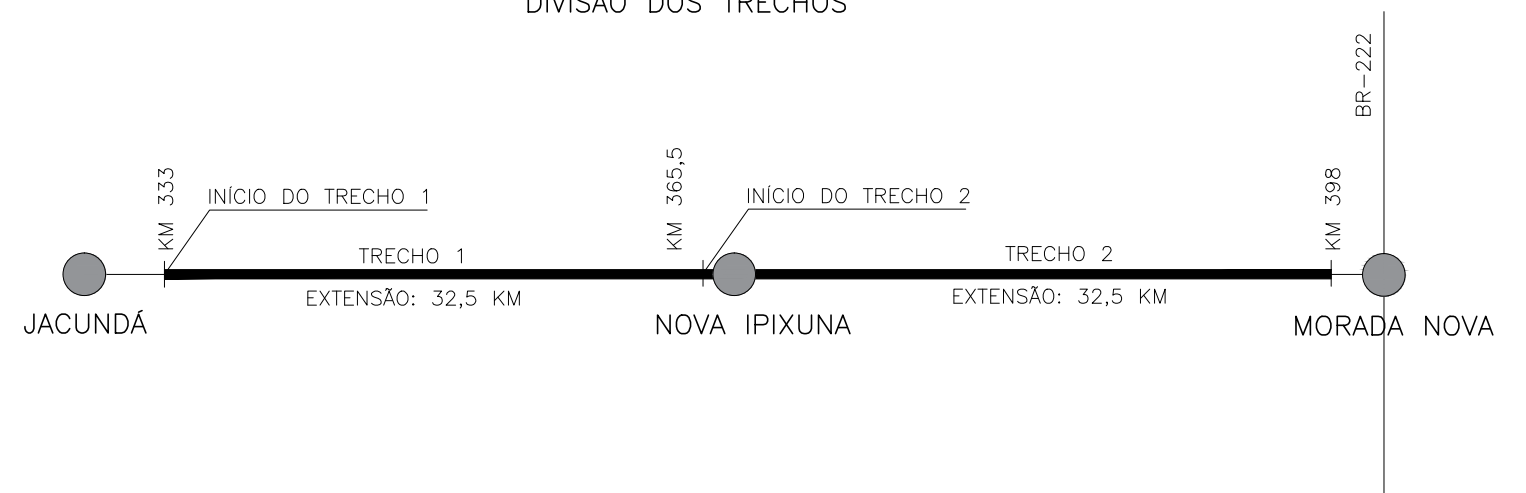 DIVISÃO DOS TRECHOS
BR-222
KM 333
INÍCIO DO TRECHO 1
KM 365,5
INÍCIO DO TRECHO 2
KM 398
TRECHO 1
TRECHO 2
EXTENSÃO: 32,5 KM
EXTENSÃO: 32,5 KM
JACUNDÁ
NOVA IPIXUNA
MORADA NOVA